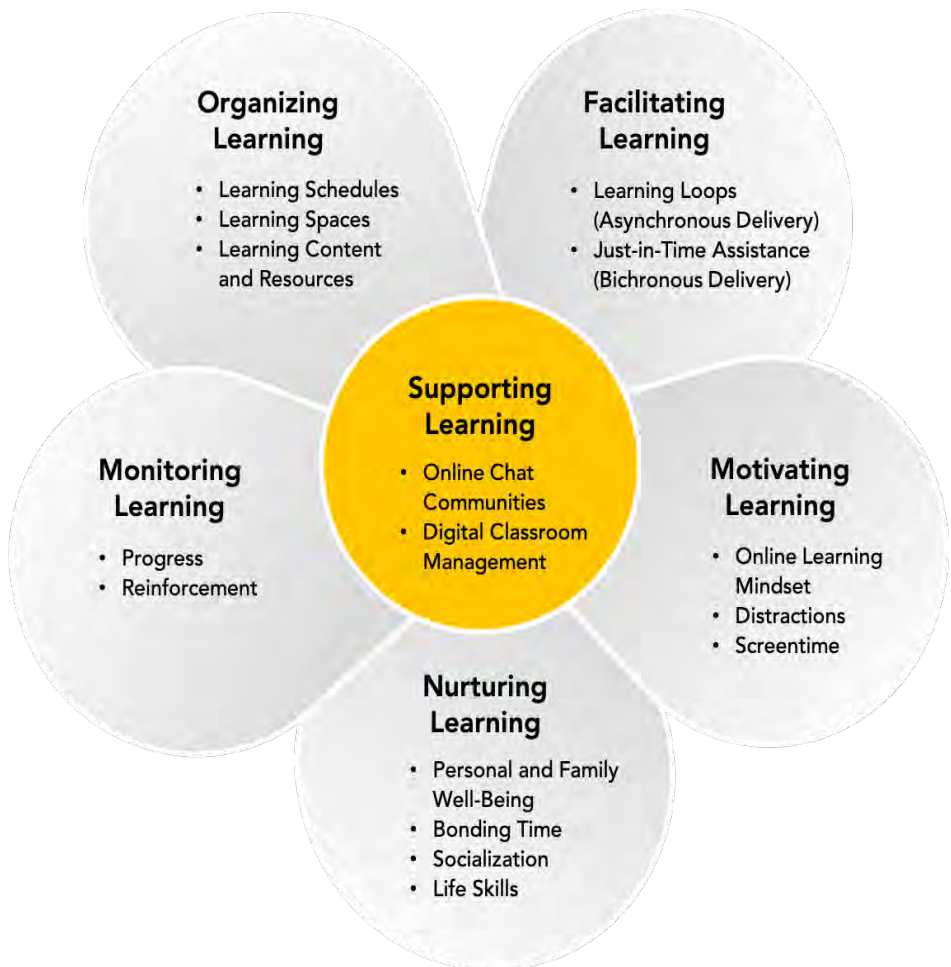 Organizing
Learning
• Learning Schedules
• Learning Spaces
• Learning Content
and Resources
Facilitating
Learning
• Learning Loops
(Asynchronous Delivery)
• Just-in-Time Assistance
(Bichronous Delivery)
Supporting
Learning
• Online Chat
Communities
• Digital Classroom
Management
Monitoring
Learning
• Progress
• Reinforcement
Motivating
Learning
• Online Learning
Mindset
• Distractions
• Screentime
Nurturing
Learning
• Personal and Family
Well-Being
• Bonding Time
• Socialization
• Life Skills